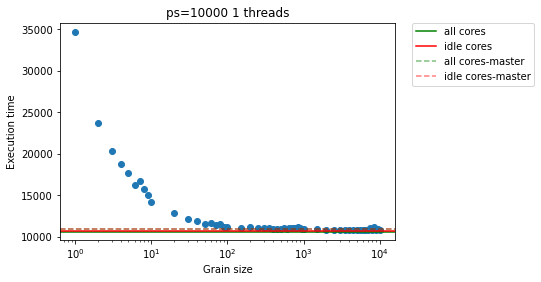 ps=10000 1 threads
all cores
idle cores
all cores-master
idle cores-master
Execution time
35000
30000
25000
20000
15000
10000
10⁰
10¹
10²
10³
10⁴
Grain size